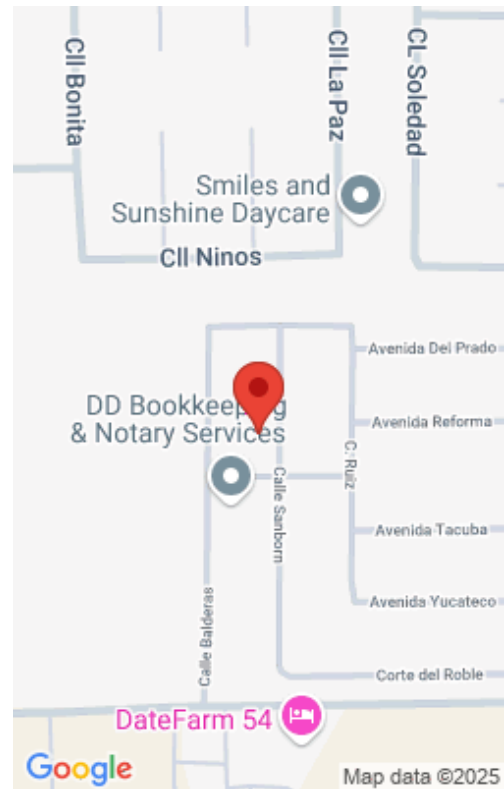 Cll Bonita
Cll La Paz
CL Soledad
Smiles and
Sunshine Daycare
Cll Ninos
Avenida Del Prado
DD Bookkeeping
& Notary Services
Avenida Reforma
C. Ruiz
Calle Sanborn
Avenida Tacuba
Calle Balderas
Avenida Yucateco
Corte del Roble
DateFarm 54
Google
Map data ©2025